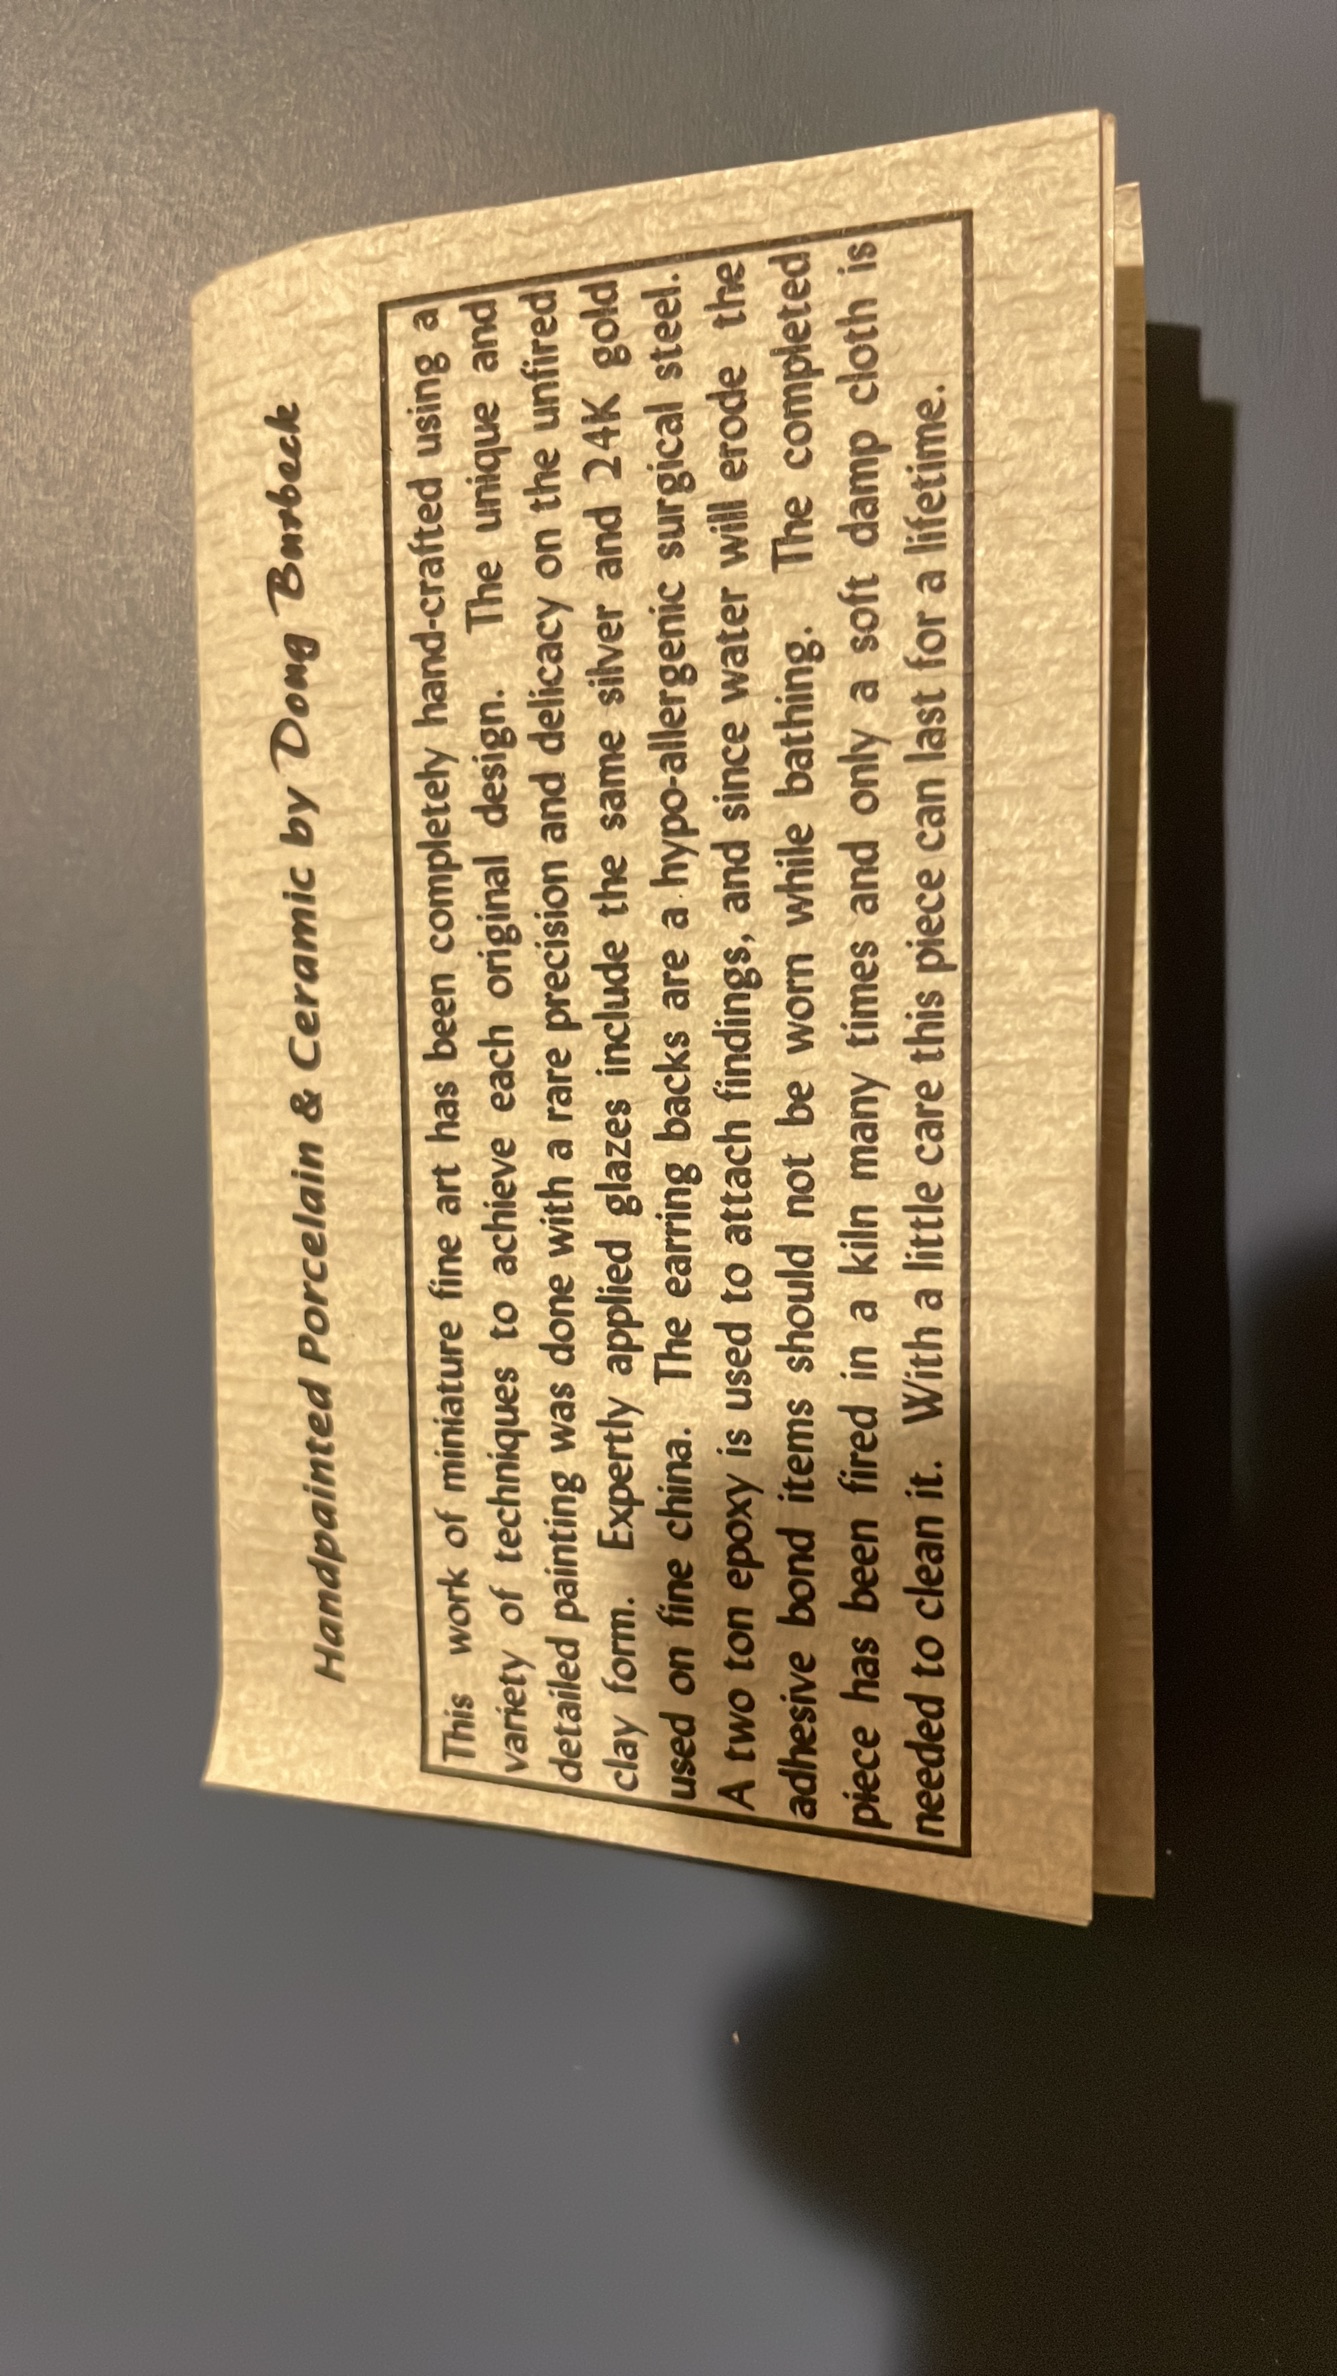 Handpainted Porcelain & Ceramic by Doug Burbeck
This work of miniature fine art has been completely hand-crafted using a
variety of techniques to achieve each original design. The unique and
detailed painting was done with a rare precision and delicacy on the unfired
clay form. Expertly applied glazes include the same silver and 24K gold
used on fine china. The earring backs are a hypo-allergenic surgical steel.
A two ton epoxy is used to attach findings, and since water will erode the
adhesive bond items should not be worn while bathing. The completed
piece has been fired in a kiln many times and only a soft damp cloth is
needed to clean it. With a little care this piece can last for a lifetime.